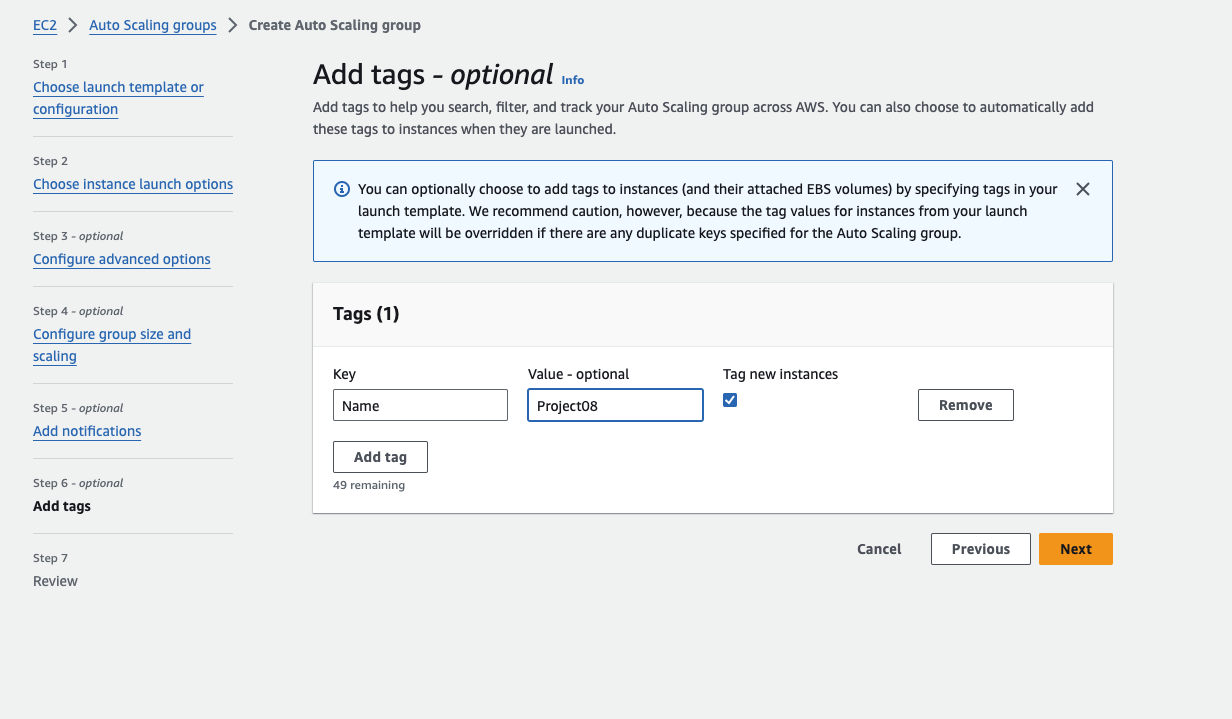 EC2 > Auto Scaling groups > Create Auto Scaling group
Step 1
Choose launch template or
configuration
Step 2
Choose instance launch options
Step 3 - optional
Configure advanced options
Step 4 - optional
Configure group size and
scaling
Step 5 - optional
Add notifications
Step 6 - optional
Add tags
Step 7
Review
Add tags - optional Info
Add tags to help you search, filter, and track your Auto Scaling group across AWS. You can also choose to automatically add
these tags to instances when they are launched.
You can optionally choose to add tags to instances (and their attached EBS volumes) by specifying tags in your
launch template. We recommend caution, however, because the tag values for instances from your launch
template will be overridden if there are any duplicate keys specified for the Auto Scaling group.
Tags (1)
Key Value - optional Tag new instances
Name Project08 Remove
Add tag
49 remaining
Cancel Previous Next